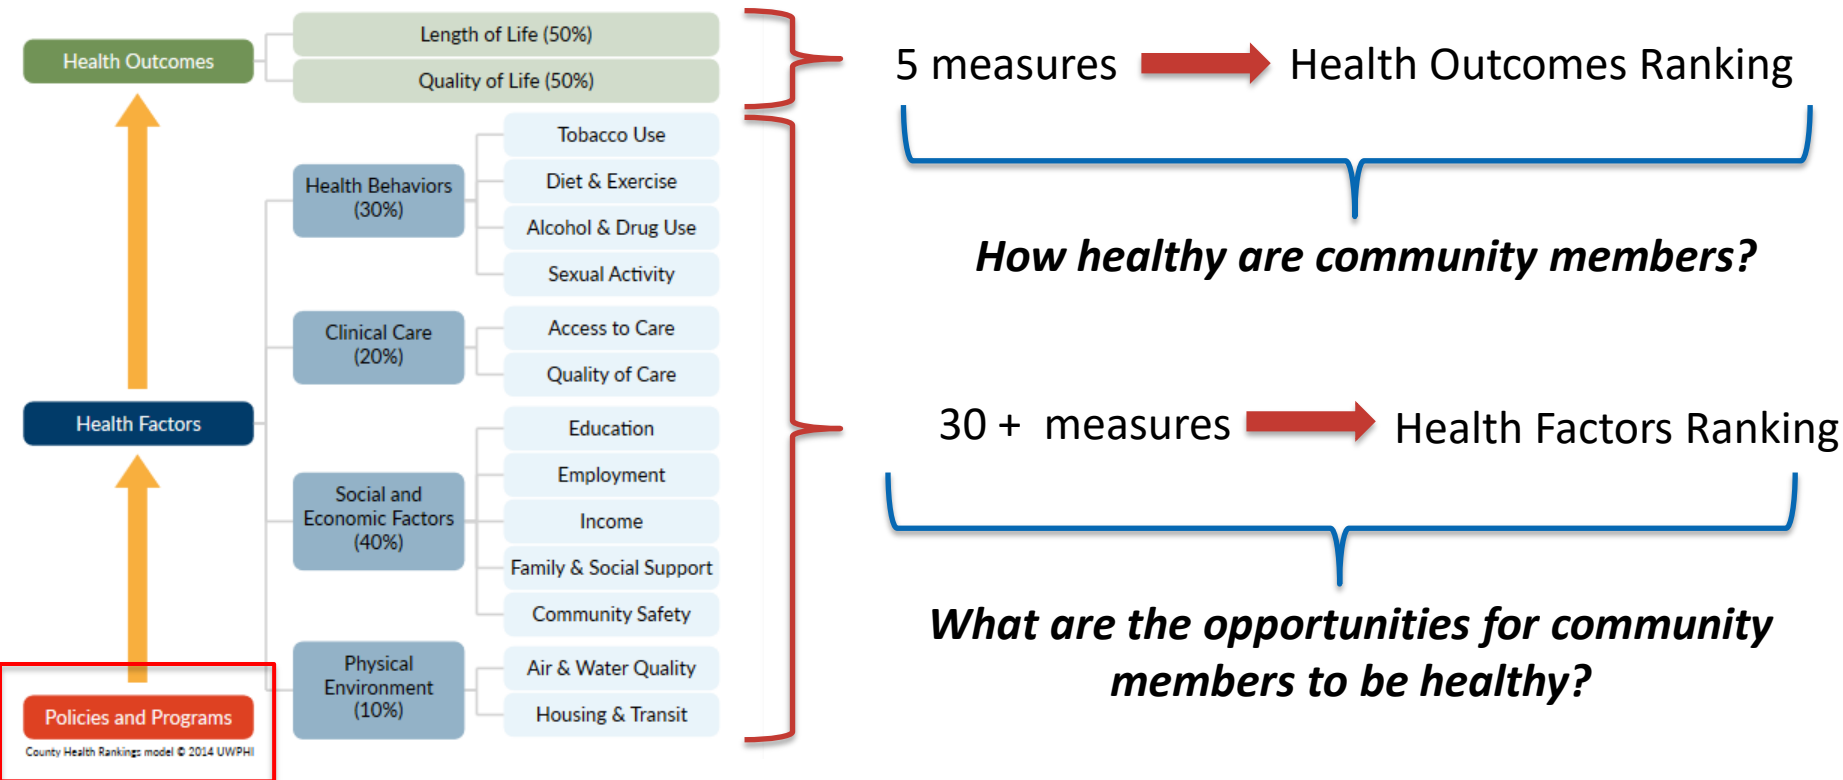 Health Outcomes
Length of Life (50%)
Quality of Life (50%)
Health Behaviors
(30%)
Tobacco Use
Diet & Exercise
Alcohol & Drug Use
Sexual Activity
Clinical Care
(20%)
Access to Care
Quality of Care
Health Factors
Social and
Economic Factors
(40%)
Education
Employment
Income
Family & Social Support
Community Safety
Physical
Environment
(10%)
Air & Water Quality
Housing & Transit
Policies and Programs
County Health Rankings model © 2014 UWPHI
5 measures
Health Outcomes Ranking
How healthy are community members?
30 + measures
Health Factors Ranking
What are the opportunities for community
members to be healthy?